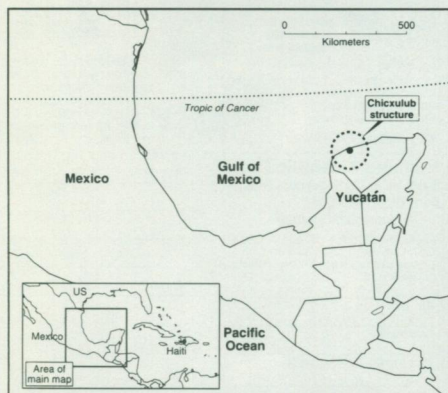 0 500
Kilometers
Tropic of Cancer
Chicxulub
structure
Mexico
Gulf of
Mexico
Yucatán
US
Mexico
Haiti
Area of
main map
Pacific
Ocean